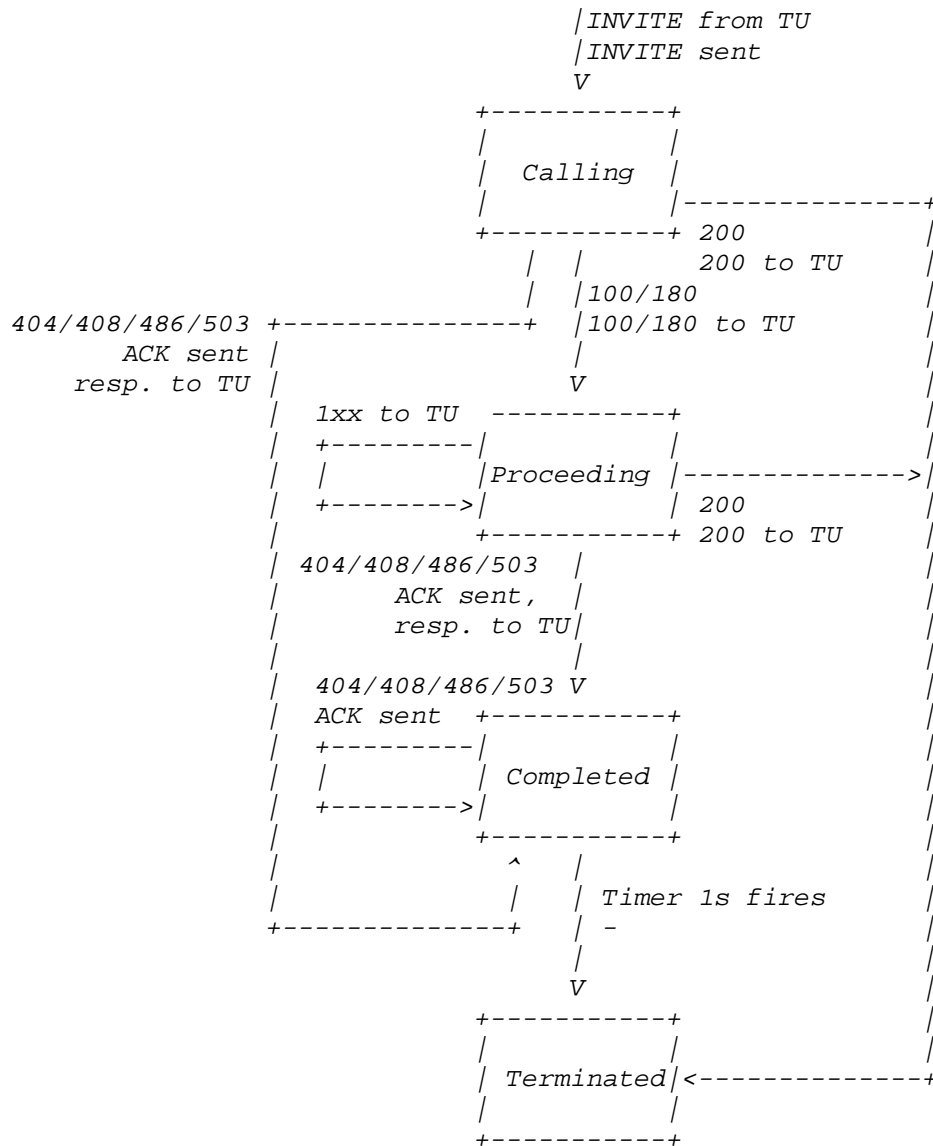 |INVITE from TU
|INVITE sent
V
Calling
200
200 to TU
|100/180
404/408/486/503
|100/180 to TU
ACK sent
resp. to TU
V
1xx to TU
Proceeding
200
200 to TU
404/408/486/503
ACK sent,
resp. to TU
404/408/486/503 V
ACK sent
Completed
Timer 1s fires
-
V
Terminated